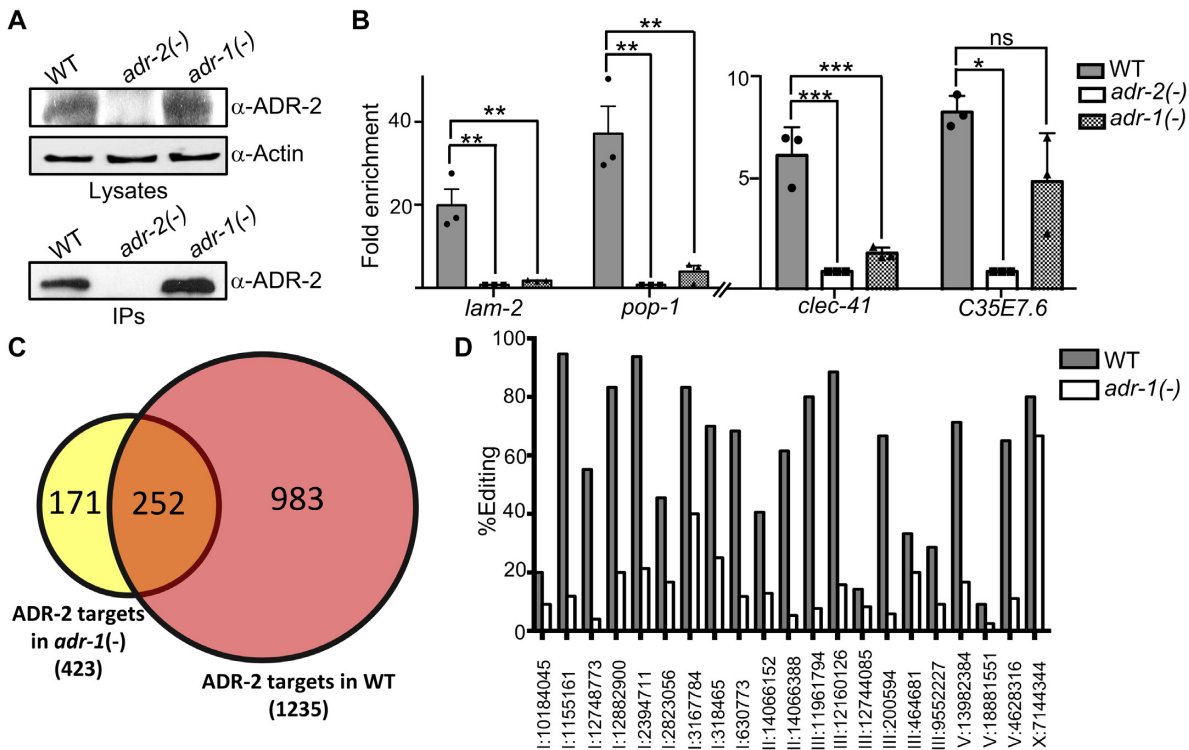 A
WT
adr-2(-)
adr-1(-)
α-ADR-2
α-Actin
Lysates
WT
adr-2(-)
adr-1(-)
α-ADR-2
IPs
B
Fold enrichment
40
20
10
5
**
**
**
**
***
***
ns
*
lam-2
pop-1
clec-41
C35E7.6
WT
adr-2(-)
adr-1(-)
C
171
252
983
ADR-2 targets
in adr-1(-)
(423)
ADR-2 targets in WT
(1235)
D
%Editing
100
80
60
40
20
0
WT
adr-1(-)
I:10184045
I:1155161
I:12748773
I:12882900
I:2394711
I:2823056
I:3167784
I:318465
I:630773
II:14066152
II:14066388
III:11961794
III:12160126
III:12744085
III:200594
III:464681
III:9552227
V:13982384
V:18881551
V:4628316
X:7144344